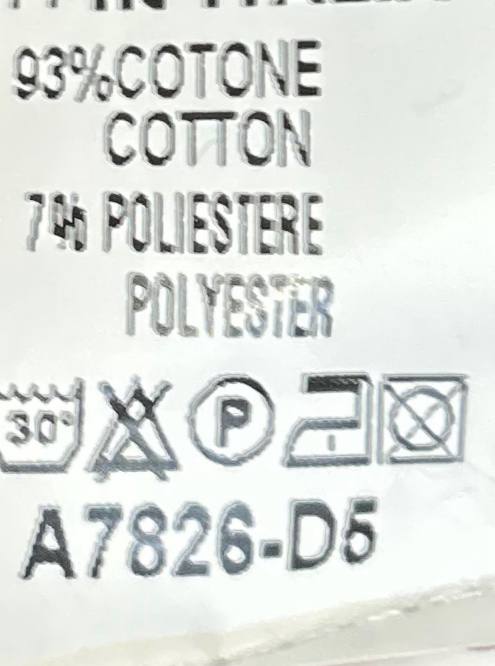 93%COTONE
COTTON
7% POLIESTERE
POLYESTER
30° P
A7826-D5